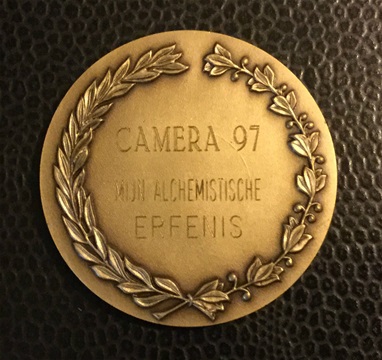 CAMERA 97
MIJN ALCHEMISTISCHE
ERFENIS